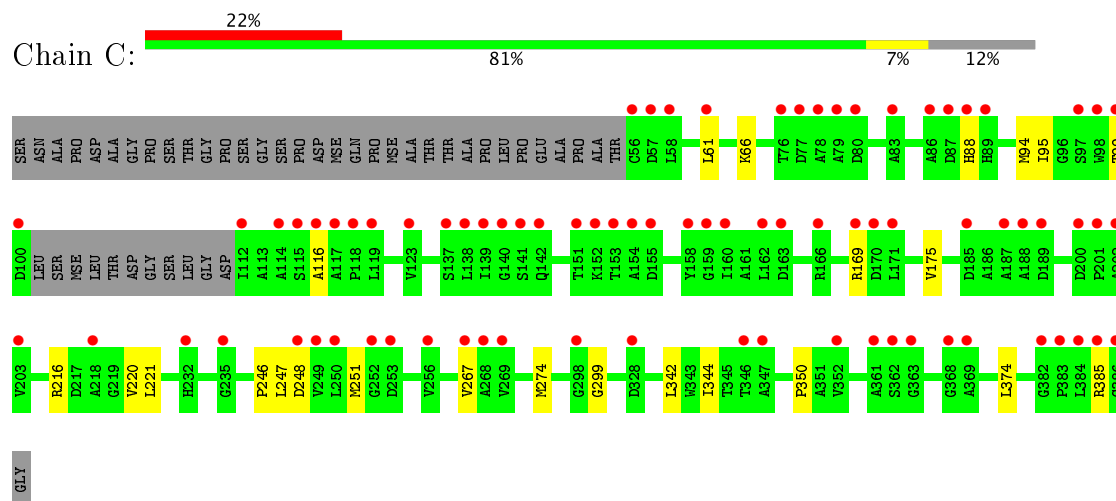 22%
Chain C:
81% 7% 12%
SER ASN ALA PRO ASP ALA GLY PRO SER THR GLY PRO SER GLY SER PRO ASP MSE GLN PRO MSE ALA THR THR ALA PRO LEU PRO GLU ALA PRO ALA THR C56 D57 L58 L61 K66 T76 D77 A78 A79 D80 A83 A86 D87 H88 H89 M94 I95 G96 S97 W98
D100 LEU SER MSE LEU THR ASP GLY SER LEU GLY ASP I112 A113 A114 S115 A116 A117 P118 L119 V123 S137 L138 I139 G140 S141 Q142 T151 K152 T153 A154 D155 Y158 G159 I160 A161 L162 D163 R166 R169 D170 L171 V175 D185 A186 A187 A188 D189 D200 P201
V203 R216 D217 A218 G219 V220 L221 H232 G235 P246 L247 D248 V249 L250 M251 G252 D253 V256 V267 A268 V269 M274 G298 G299 D328 L342 W343 I344 T345 T346 A347 P350 A351 V352 A361 S362 G363 G368 A369 L374 G382 P383 L384 R385
GLY